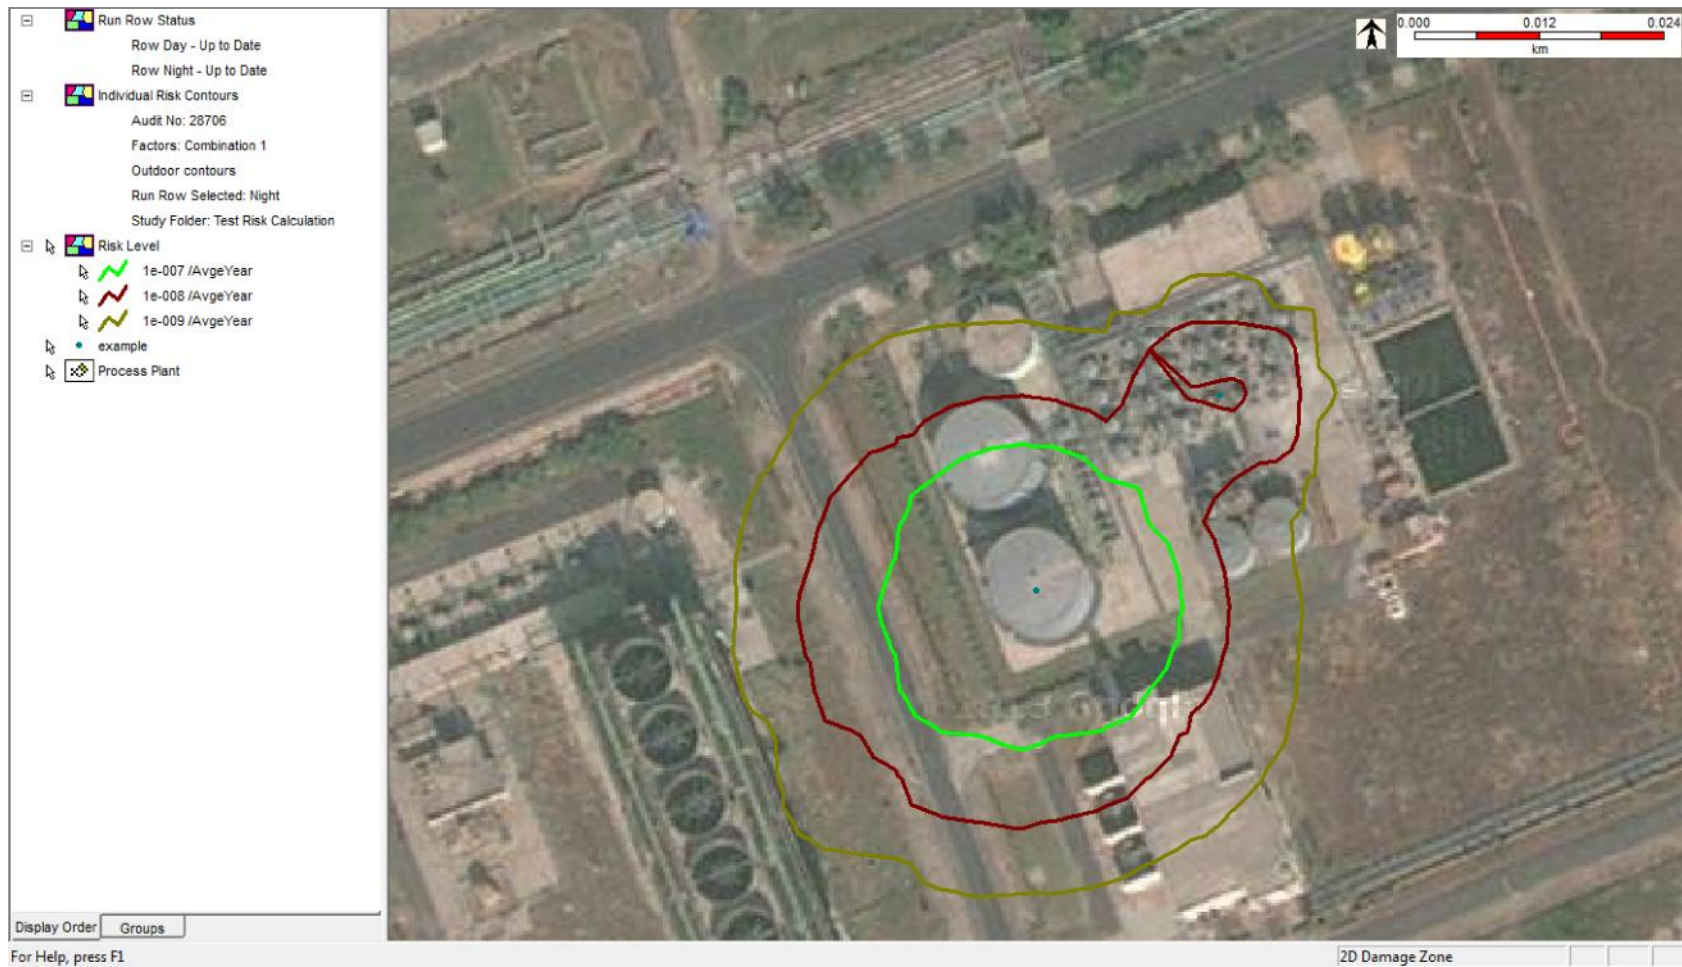 Run Row Status
Row Day - Up to Date
Row Night - Up to Date
Individual Risk Contours
Audit No: 28706
Factors: Combination 1
Outdoor contours
Run Row Selected: Night
Study Folder: Test Risk Calculation
Risk Level
1e-007 /AvgeYear
1e-008 /AvgeYear
1e-009 /AvgeYear
example
Process Plant
Display Order Groups
For Help, press F1
0.000 0.012 0.024
km
2D Damage Zone